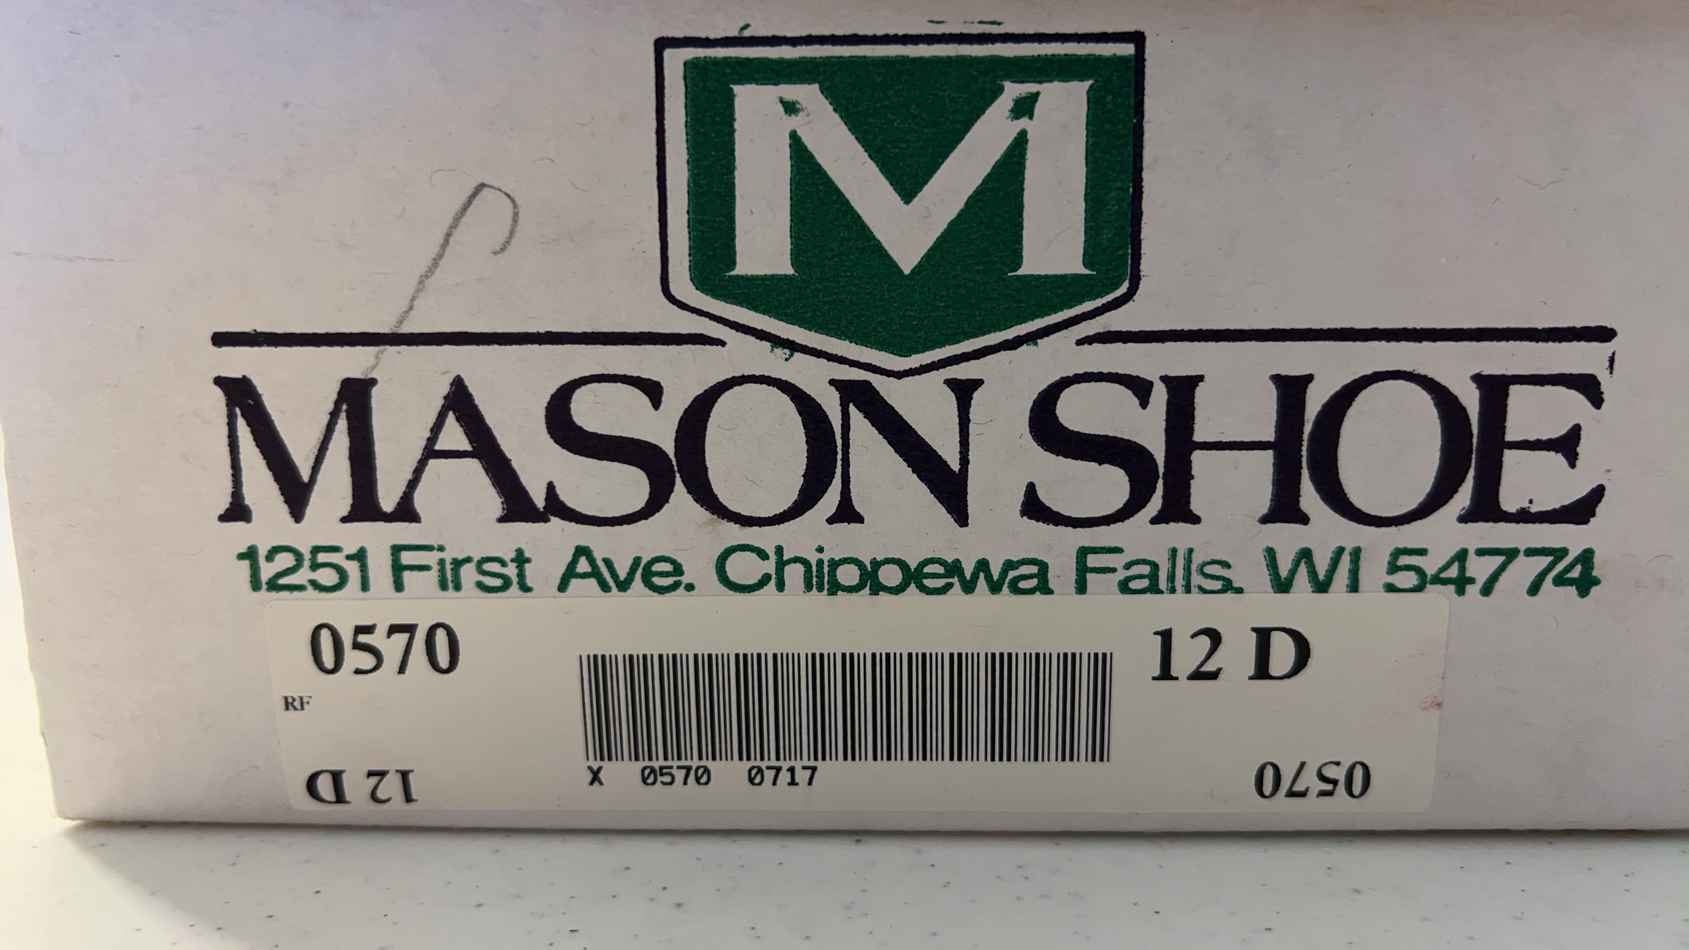 M
MASON SHOE
1251 First Ave. Chippewa Falls, WI 54774
0570 12 D
RF
X 0570 0717
12 D 0570